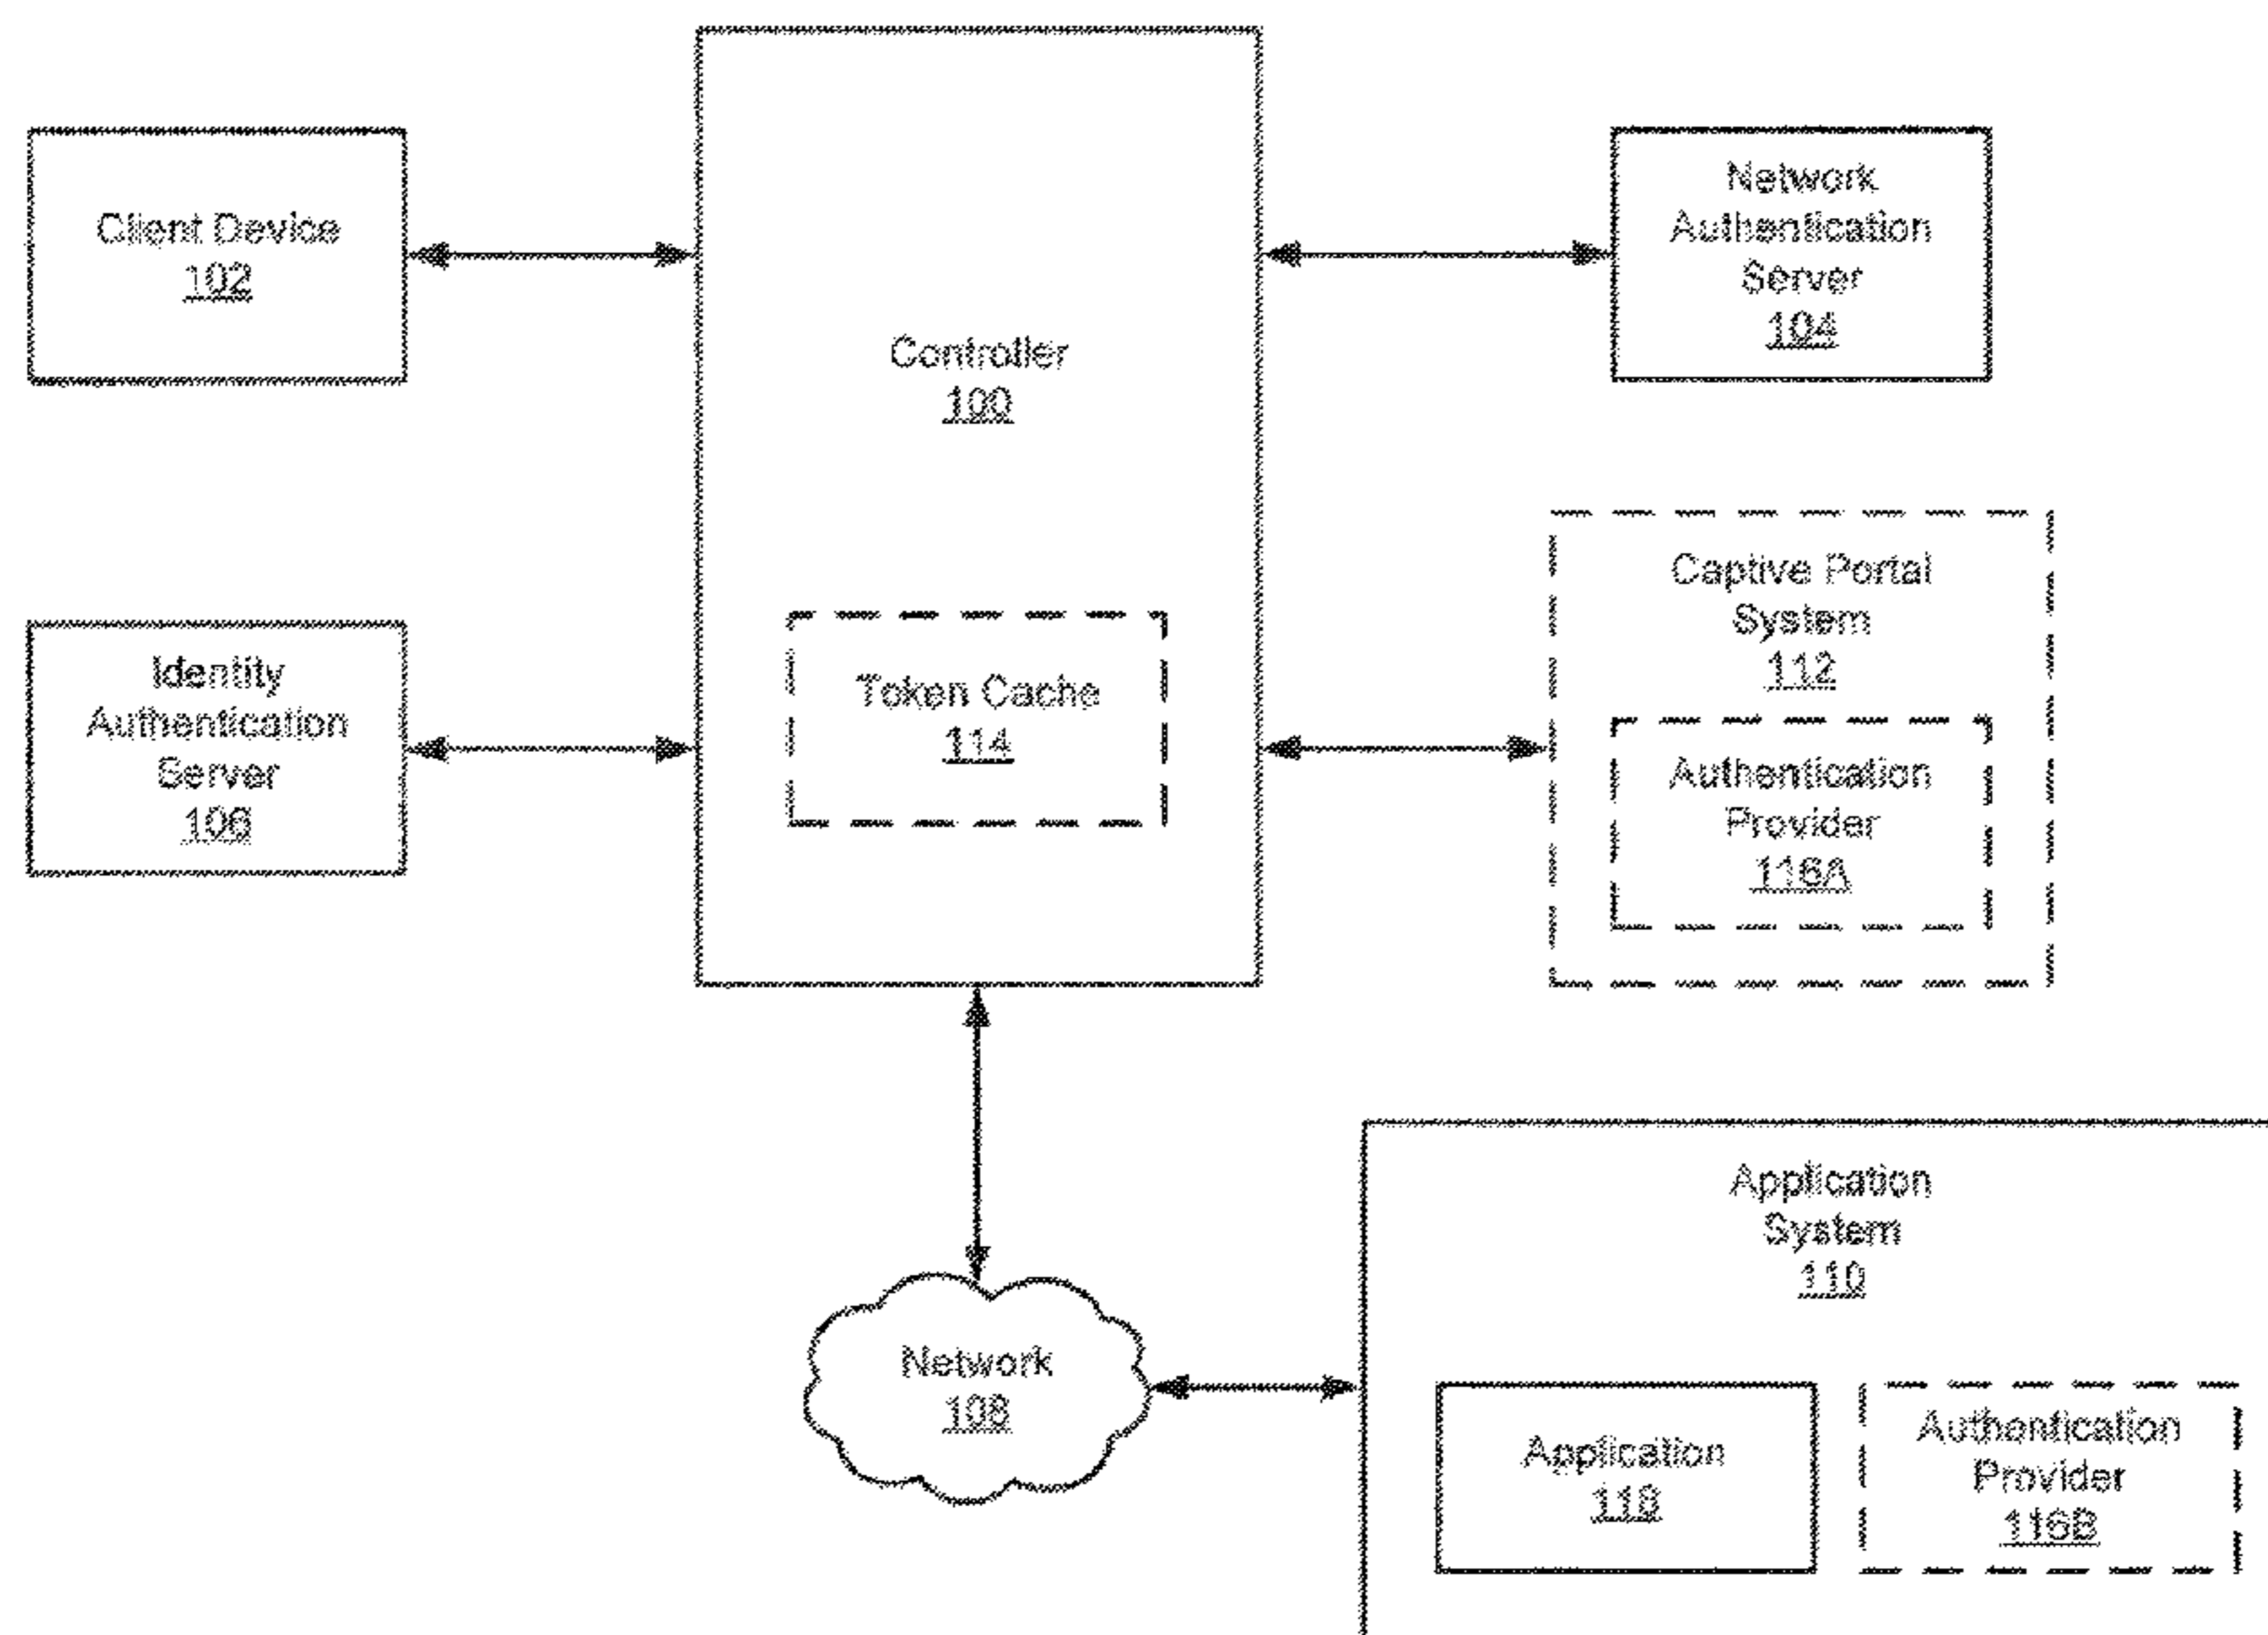 Client Device
102
Controller
100
Network
Authentication
Server
104
Identity
Authentication
Server
106
Token Cache
114
Captive Portal
System
112
Authentication
Provider
116A
Network
108
Application
System
110
Application
118
Authentication
Provider
116B